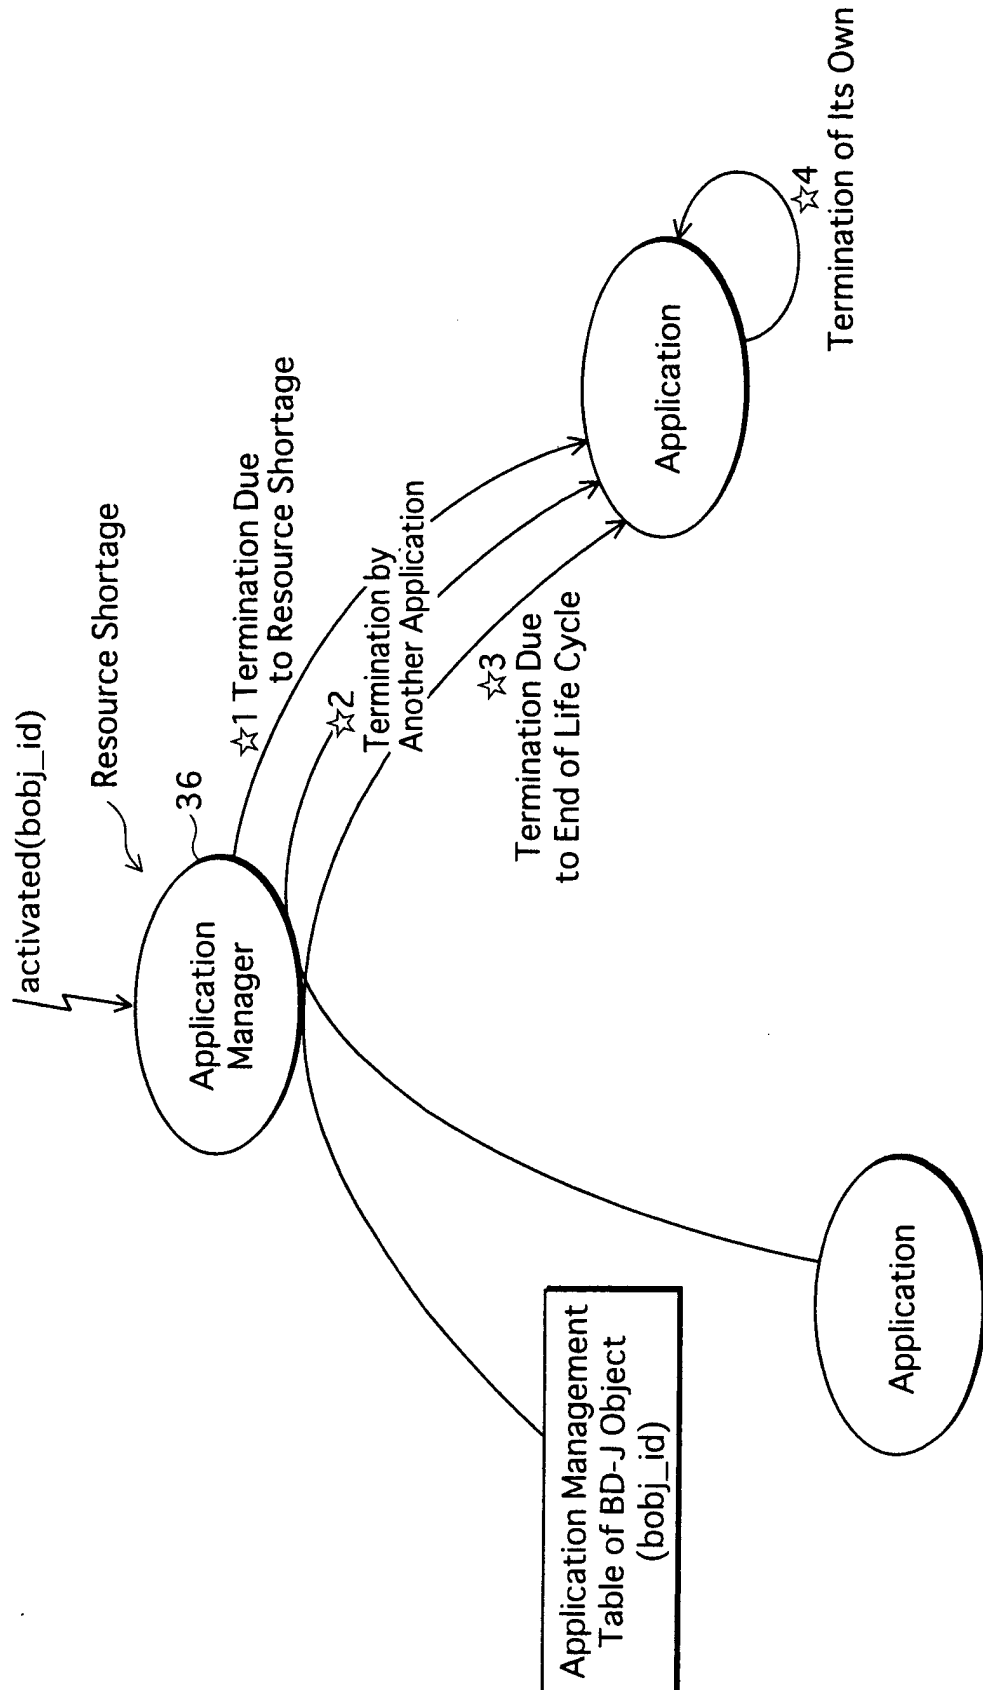 activated(bobj_id)
Resource Shortage
36
Application
Manager
☆1 Termination Due
to Resource Shortage
☆2
Termination by
Another Application
☆3
Termination Due
to End of Life Cycle
Application
☆4
Termination of Its Own
Application Management
Table of BD-J Object
(bobj_id)
Application